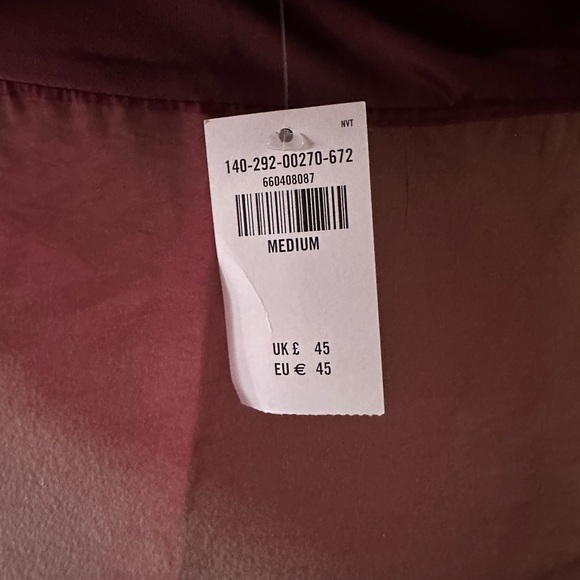 NVT
140-292-00270-672
660408087
MEDIUM
UK £ 45
EU € 45